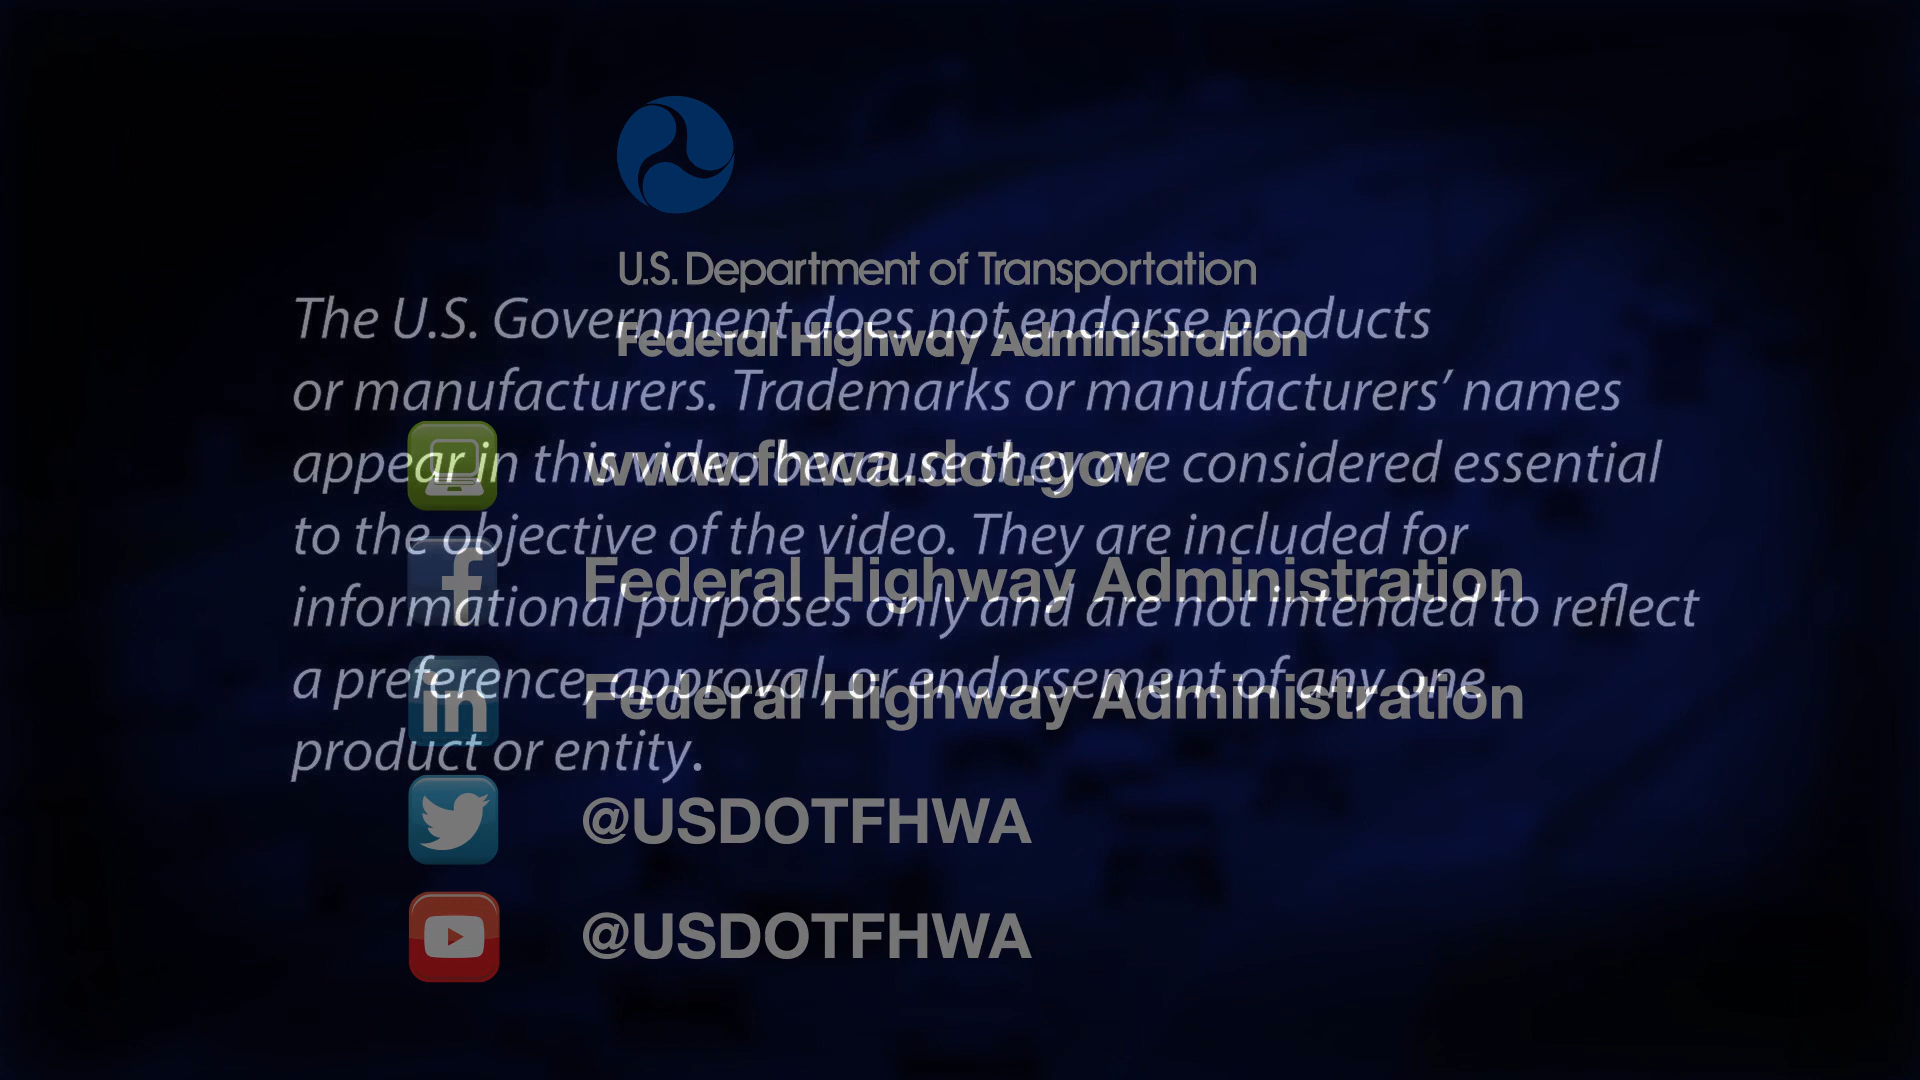 U.S. Department of Transportation
Federal Highway Administration
The U.S. Government does not endorse products
or manufacturers. Trademarks or manufacturers’ names
appear in this video because they are considered essential
to the objective of the video. They are included for
informational purposes only and are not intended to reflect
a preference, approval, or endorsement of any one
product or entity.
www.fhwa.dot.gov
f
Federal Highway Administration
in
Federal Highway Administration
@USDOTFHWA
@USDOTFHWA